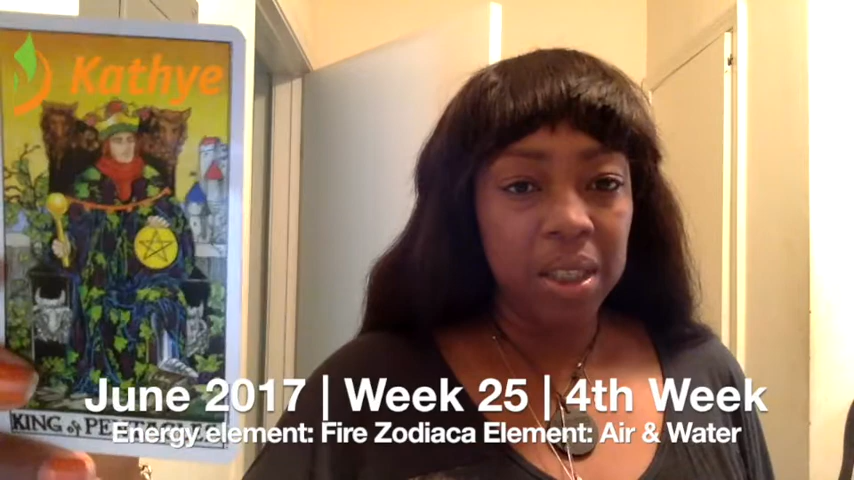 Kathye
KING of PENTACLES
June 2017 | Week 25 | 4th Week
Energy element: Fire Zodiaca Element: Air & Water